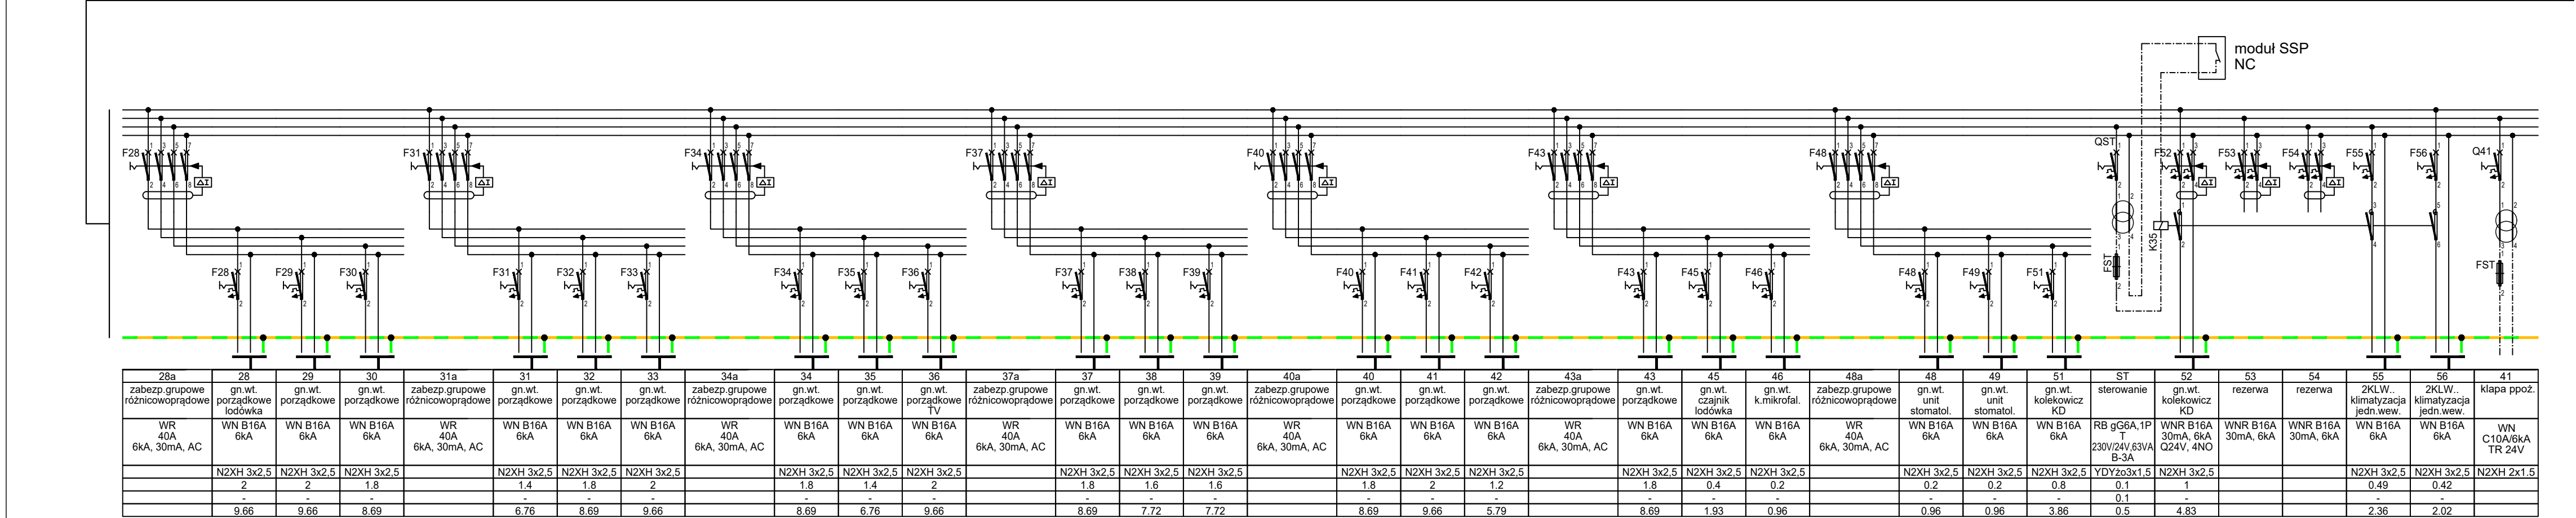 moduł SSP
NC
F28 F31 F34 F37 F40 F43 F48 QST F52 F53 F54 F55 F56 Q41
K35
F28 F29 F30 F31 F32 F33 F34 F35 F36 F37 F38 F39 F40 F41 F42 F43 F45 F46 F48 F49 F51 FST FST
28a 28 29 30 31a 31 32 33 34a 34 35 36 37a 37 38 39 40a 40 41 42 43a 43 45 46 48a 48 49 51 ST 52 53 54 55 56 41
zabezp.grupowe gn.wt. gn.wt. gn.wt. zabezp.grupowe gn.wt. gn.wt. gn.wt. zabezp.grupowe gn.wt. gn.wt. gn.wt. zabezp.grupowe gn.wt. gn.wt. gn.wt. zabezp.grupowe gn.wt. gn.wt. gn.wt. zabezp.grupowe gn.wt. gn.wt. gn.wt. zabezp.grupowe gn.wt. gn.wt. gn.wt. sterowanie gn.wt. rezerwa rezerwa 2KLW.. 2KLW.. klapa ppoż.
różnicowoprądowe porządkowe porządkowe porządkowe różnicowoprądowe porządkowe porządkowe porządkowe różnicowoprądowe porządkowe porządkowe porządkowe różnicowoprądowe porządkowe porządkowe porządkowe różnicowoprądowe porządkowe porządkowe porządkowe różnicowoprądowe porządkowe czajnik k.mikrofal. różnicowoprądowe unit unit kolekowicz kolekowicz klimatyzacja klimatyzacja
lodówka TV lodówka stomatol. stomatol. KD KD jedn.wew. jedn.wew.
WR WN B16A WN B16A WN B16A WR WN B16A WN B16A WN B16A WR WN B16A WN B16A WN B16A WR WN B16A WN B16A WN B16A WR WN B16A WN B16A WN B16A WR WN B16A WN B16A WN B16A WR WN B16A WN B16A WN B16A RB gG6A,1P WNR B16A WNR B16A WNR B16A WN B16A WN B16A WN
40A 6kA 6kA 6kA 40A 6kA 6kA 6kA 40A 6kA 6kA 6kA 40A 6kA 6kA 6kA 40A 6kA 6kA 6kA 40A 6kA 6kA 6kA 40A 6kA 6kA 6kA T 30mA, 6kA 30mA, 6kA 30mA, 6kA 6kA 6kA C10A/6kA
6kA, 30mA, AC 6kA, 30mA, AC 6kA, 30mA, AC 6kA, 30mA, AC 6kA, 30mA, AC 6kA, 30mA, AC 6kA, 30mA, AC 230V/24V,63VA Q24V, 4NO TR 24V
B-3A
N2XH 3x2,5 N2XH 3x2,5 N2XH 3x2,5 N2XH 3x2,5 N2XH 3x2,5 N2XH 3x2,5 N2XH 3x2,5 N2XH 3x2,5 N2XH 3x2,5 N2XH 3x2,5 N2XH 3x2,5 N2XH 3x2,5 N2XH 3x2,5 N2XH 3x2,5 N2XH 3x2,5 N2XH 3x2,5 N2XH 3x2,5 N2XH 3x2,5 N2XH 3x2,5 N2XH 3x2,5 N2XH 3x2,5 YDYżo3x1,5 N2XH 3x2,5 N2XH 3x2,5 N2XH 3x2,5 N2XH 2x1.5
2 2 1.8 1.4 1.8 2 1.8 1.4 2 1.8 1.6 1.6 1.8 2 1.2 1.8 0.4 0.2 0.2 0.2 0.8 0.1 1 0.49 0.42
- - - - - - - - - - - - - - - - - - - - - 0.1 - - -
9.66 9.66 8.69 6.76 8.69 9.66 8.69 6.76 9.66 8.69 7.72 7.72 8.69 9.66 5.79 8.69 1.93 0.96 0.96 0.96 3.86 0.5 4.83 2.36 2.02